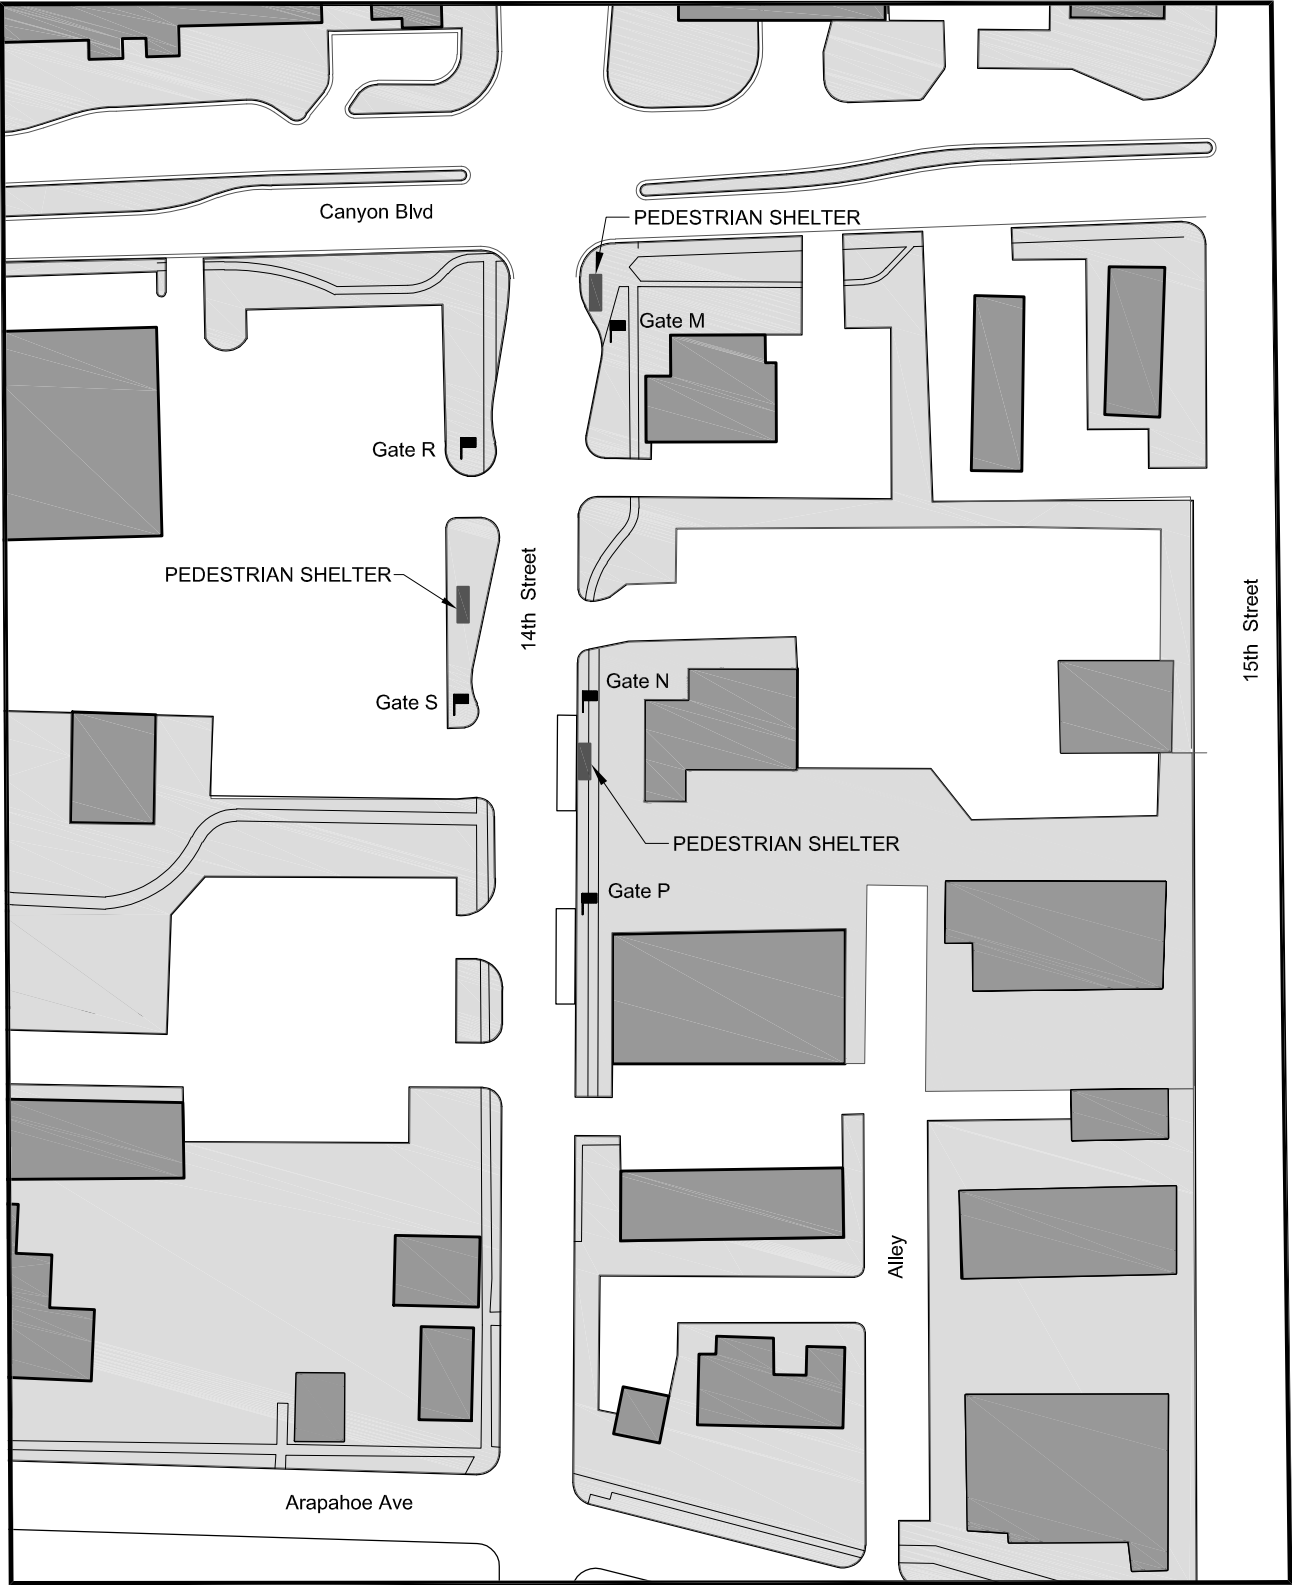 Canyon Blvd
PEDESTRIAN SHELTER
Gate M
Gate R
PEDESTRIAN SHELTER
14th Street
15th Street
Gate N
Gate S
PEDESTRIAN SHELTER
Gate P
Alley
Arapahoe Ave